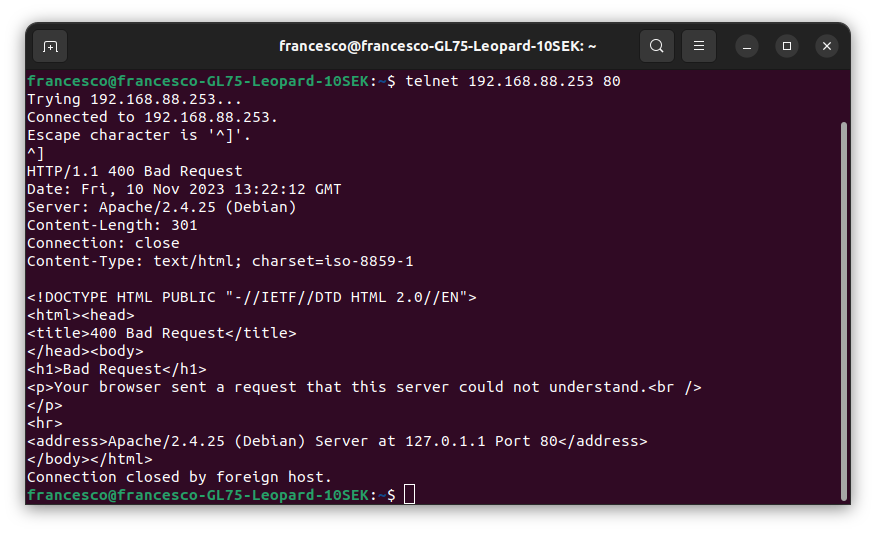 francesco@francesco-GL75-Leopard-10SEK: ~
francesco@francesco-GL75-Leopard-10SEK:~$ telnet 192.168.88.253 80
Trying 192.168.88.253...
Connected to 192.168.88.253.
Escape character is '^]'.
^]
HTTP/1.1 400 Bad Request
Date: Fri, 10 Nov 2023 13:22:12 GMT
Server: Apache/2.4.25 (Debian)
Content-Length: 301
Connection: close
Content-Type: text/html; charset=iso-8859-1

<!DOCTYPE HTML PUBLIC "-//IETF//DTD HTML 2.0//EN">
<html><head>
<title>400 Bad Request</title>
</head><body>
<h1>Bad Request</h1>
<p>Your browser sent a request that this server could not understand.<br />
</p>
<hr>
<address>Apache/2.4.25 (Debian) Server at 127.0.1.1 Port 80</address>
</body></html>
Connection closed by foreign host.
francesco@francesco-GL75-Leopard-10SEK:~$